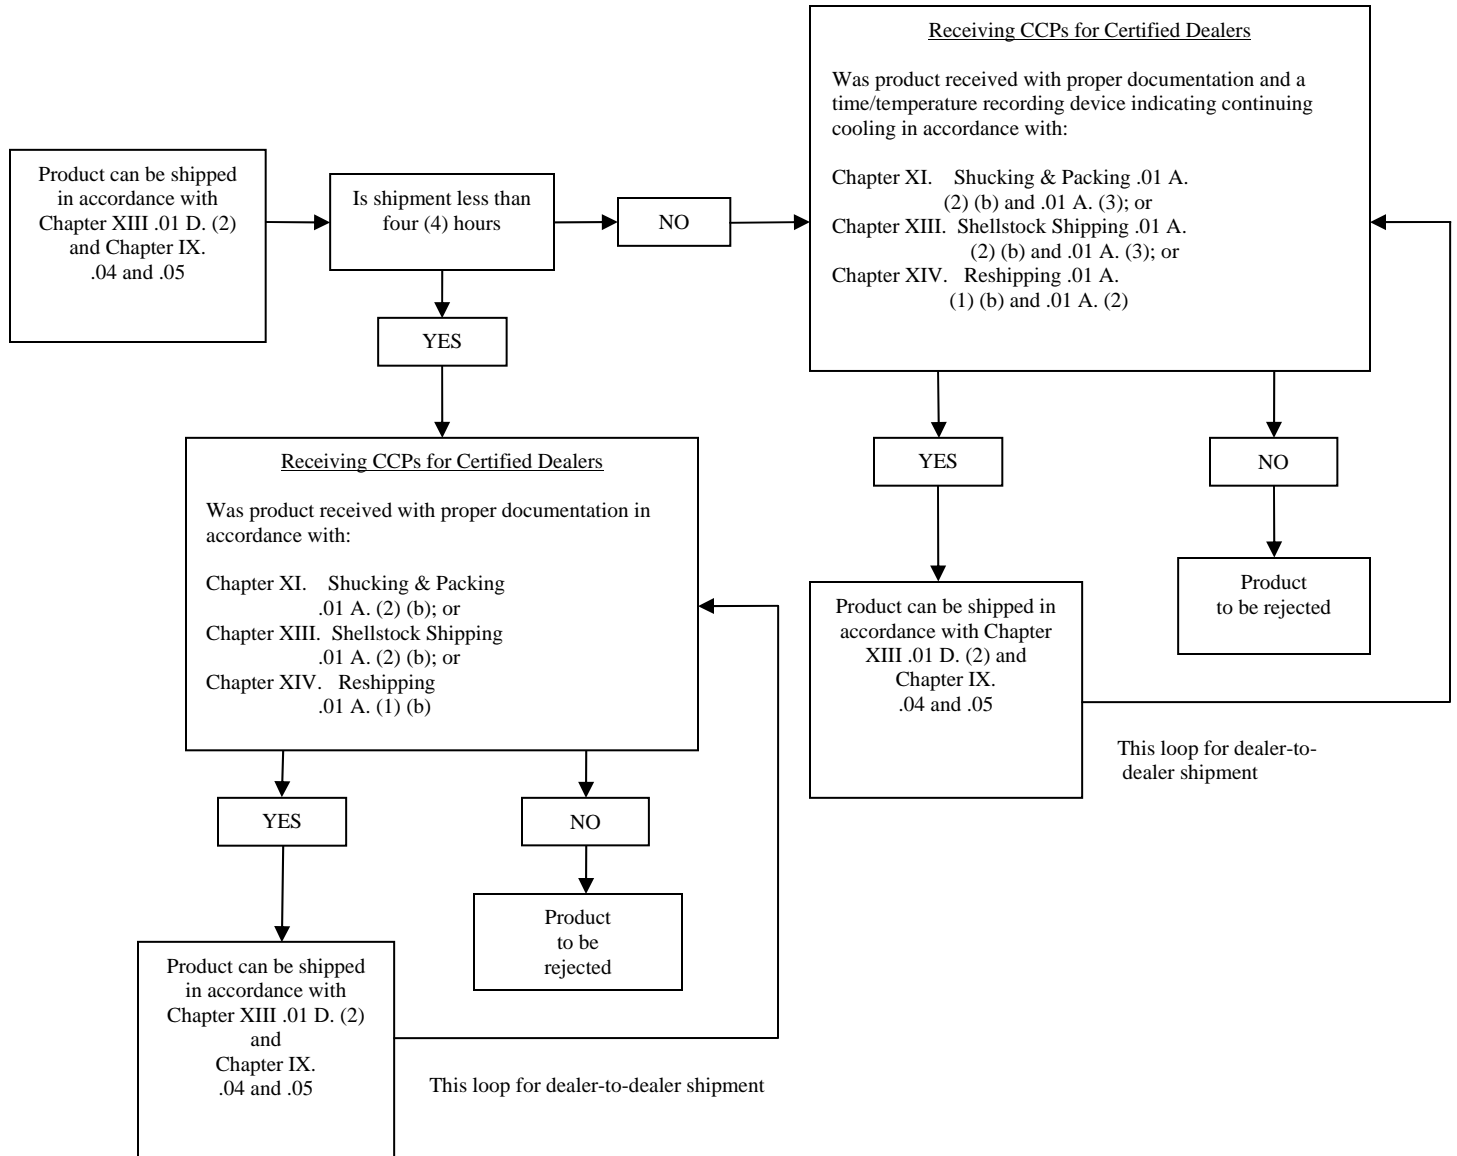 Product can be shipped
in accordance with
Chapter XIII .01 D. (2)
and Chapter IX.
.04 and .05
Is shipment less than
four (4) hours
NO
Receiving CCPs for Certified Dealers
Was product received with proper documentation and a
time/temperature recording device indicating continuing
cooling in accordance with:
Chapter XI. Shucking & Packing .01 A.
(2) (b) and .01 A. (3); or
Chapter XIII. Shellstock Shipping .01 A.
(2) (b) and .01 A. (3); or
Chapter XIV. Reshipping .01 A.
(1) (b) and .01 A. (2)
YES
NO
Product can be shipped in
accordance with Chapter
XIII .01 D. (2) and
Chapter IX.
.04 and .05
Product
to be rejected
This loop for dealer-to-
dealer shipment
YES
Receiving CCPs for Certified Dealers
Was product received with proper documentation in
accordance with:
Chapter XI. Shucking & Packing
.01 A. (2) (b); or
Chapter XIII. Shellstock Shipping
.01 A. (2) (b); or
Chapter XIV. Reshipping
.01 A. (1) (b)
YES
NO
Product
to be
rejected
Product can be shipped
in accordance with
Chapter XIII .01 D. (2)
and
Chapter IX.
.04 and .05
This loop for dealer-to-dealer shipment